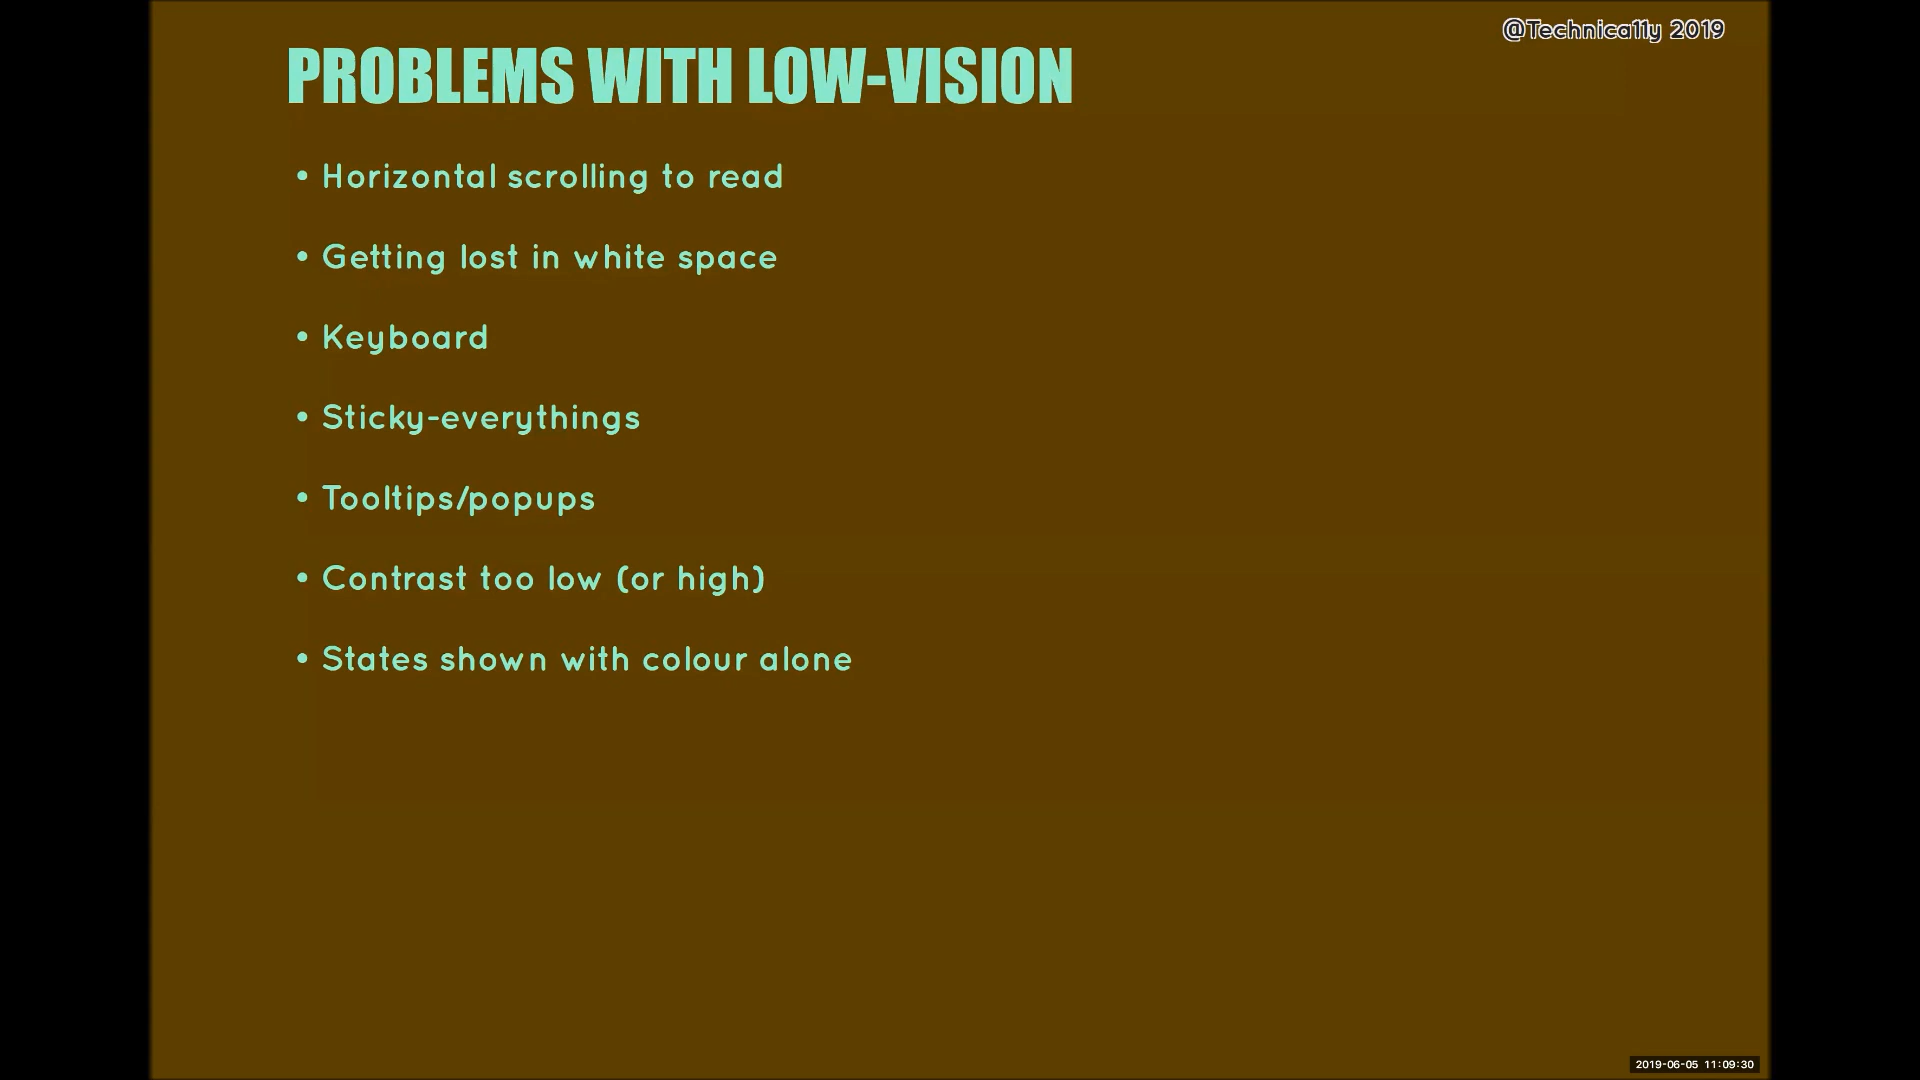 @Technica11y 2019
PROBLEMS WITH LOW-VISION
• Horizontal scrolling to read
• Getting lost in white space
• Keyboard
• Sticky-everythings
• Tooltips/popups
• Contrast too low (or high)
• States shown with colour alone
2019-06-05 11:09:30